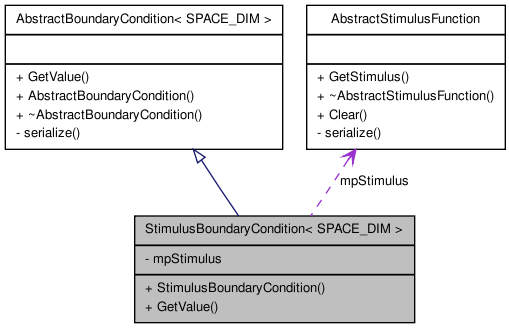 AbstractBoundaryCondition< SPACE_DIM >
+ GetValue()
+ AbstractBoundaryCondition()
+ ~AbstractBoundaryCondition()
- serialize()
AbstractStimulusFunction
+ GetStimulus()
+ ~AbstractStimulusFunction()
+ Clear()
- serialize()
mpStimulus
StimulusBoundaryCondition< SPACE_DIM >
- mpStimulus
+ StimulusBoundaryCondition()
+ GetValue()